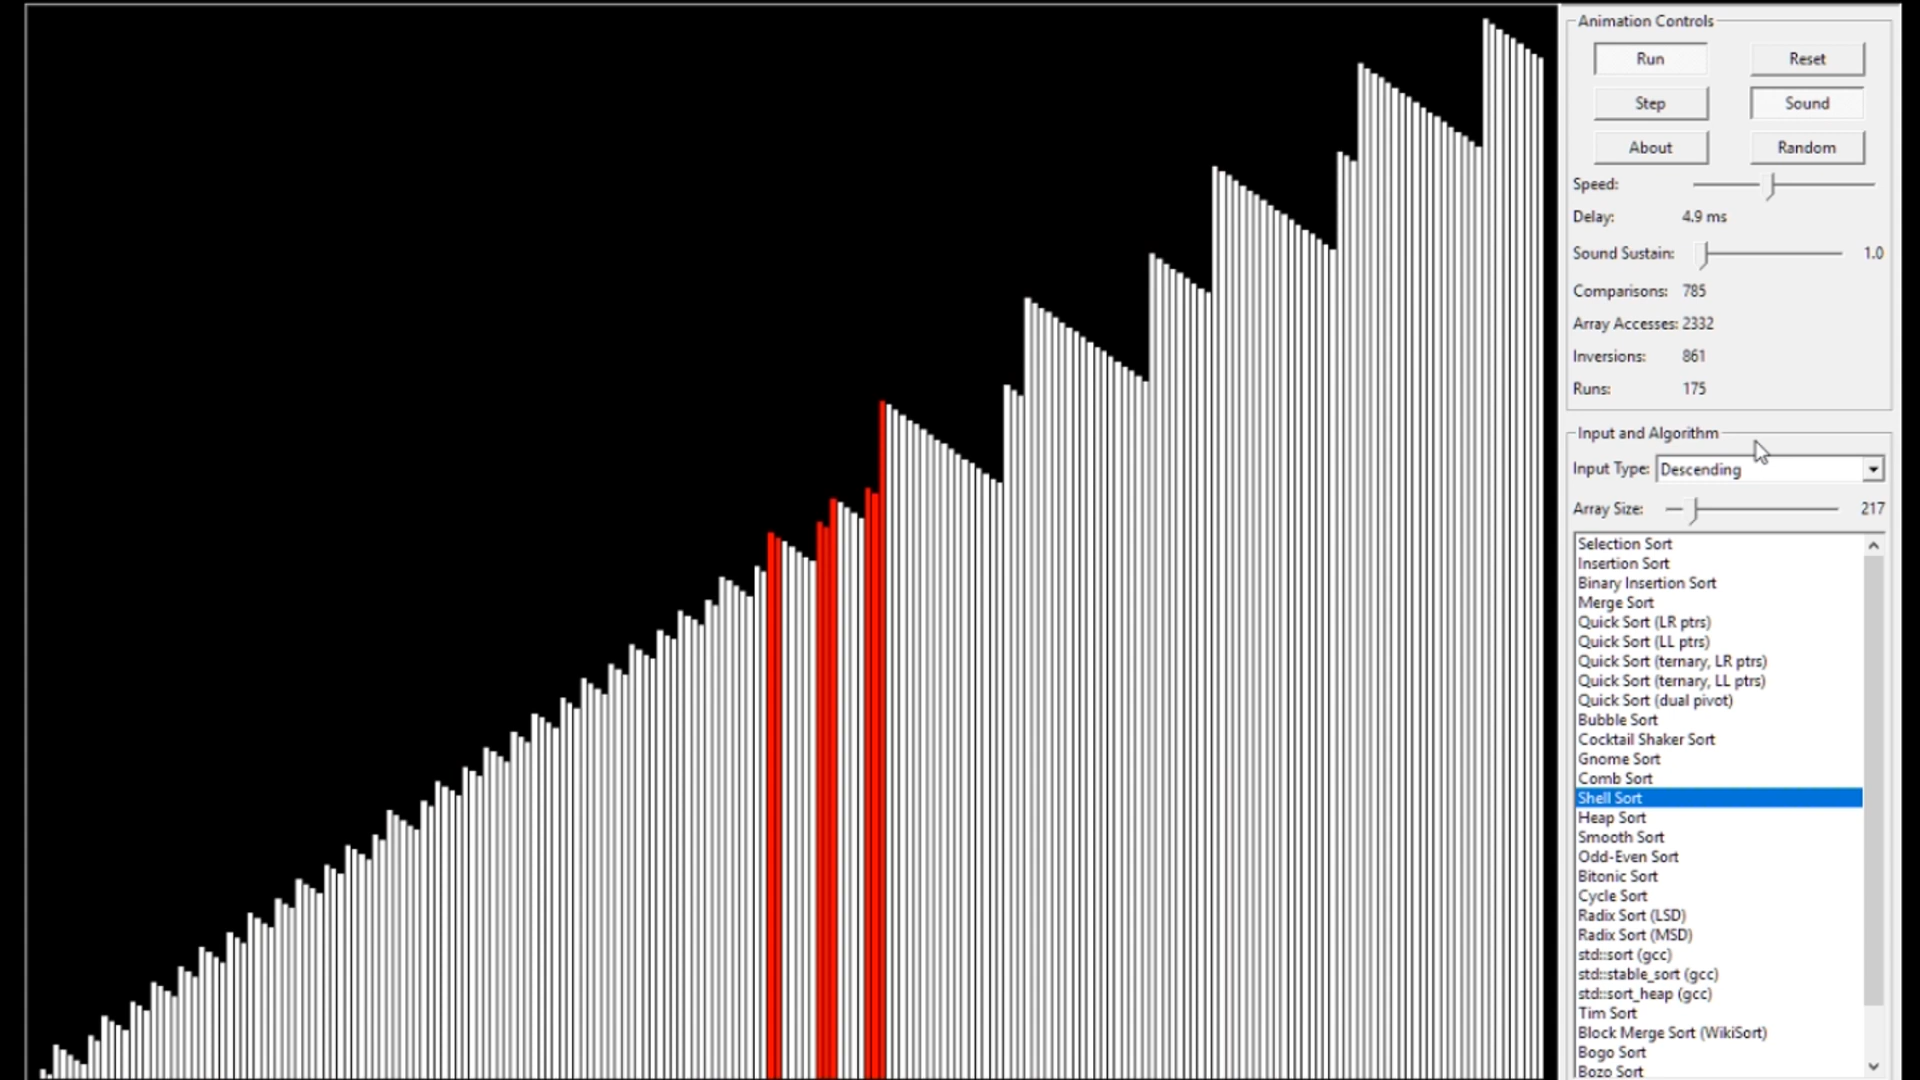 Animation Controls
Run
Reset
Step
Sound
About
Random
Speed:
Delay: 4.9 ms
Sound Sustain: 1.0
Comparisons: 785
Array Accesses: 2332
Inversions: 861
Runs: 175
Input and Algorithm
Input Type: Descending
Array Size: 217
Selection Sort
Insertion Sort
Binary Insertion Sort
Merge Sort
Quick Sort (LR ptrs)
Quick Sort (LL ptrs)
Quick Sort (ternary, LR ptrs)
Quick Sort (ternary, LL ptrs)
Quick Sort (dual pivot)
Bubble Sort
Cocktail Shaker Sort
Gnome Sort
Comb Sort
Shell Sort
Heap Sort
Smooth Sort
Odd-Even Sort
Bitonic Sort
Cycle Sort
Radix Sort (LSD)
Radix Sort (MSD)
std::sort (gcc)
std::stable_sort (gcc)
std::sort_heap (gcc)
Tim Sort
Block Merge Sort (WikiSort)
Bogo Sort
Bozo Sort